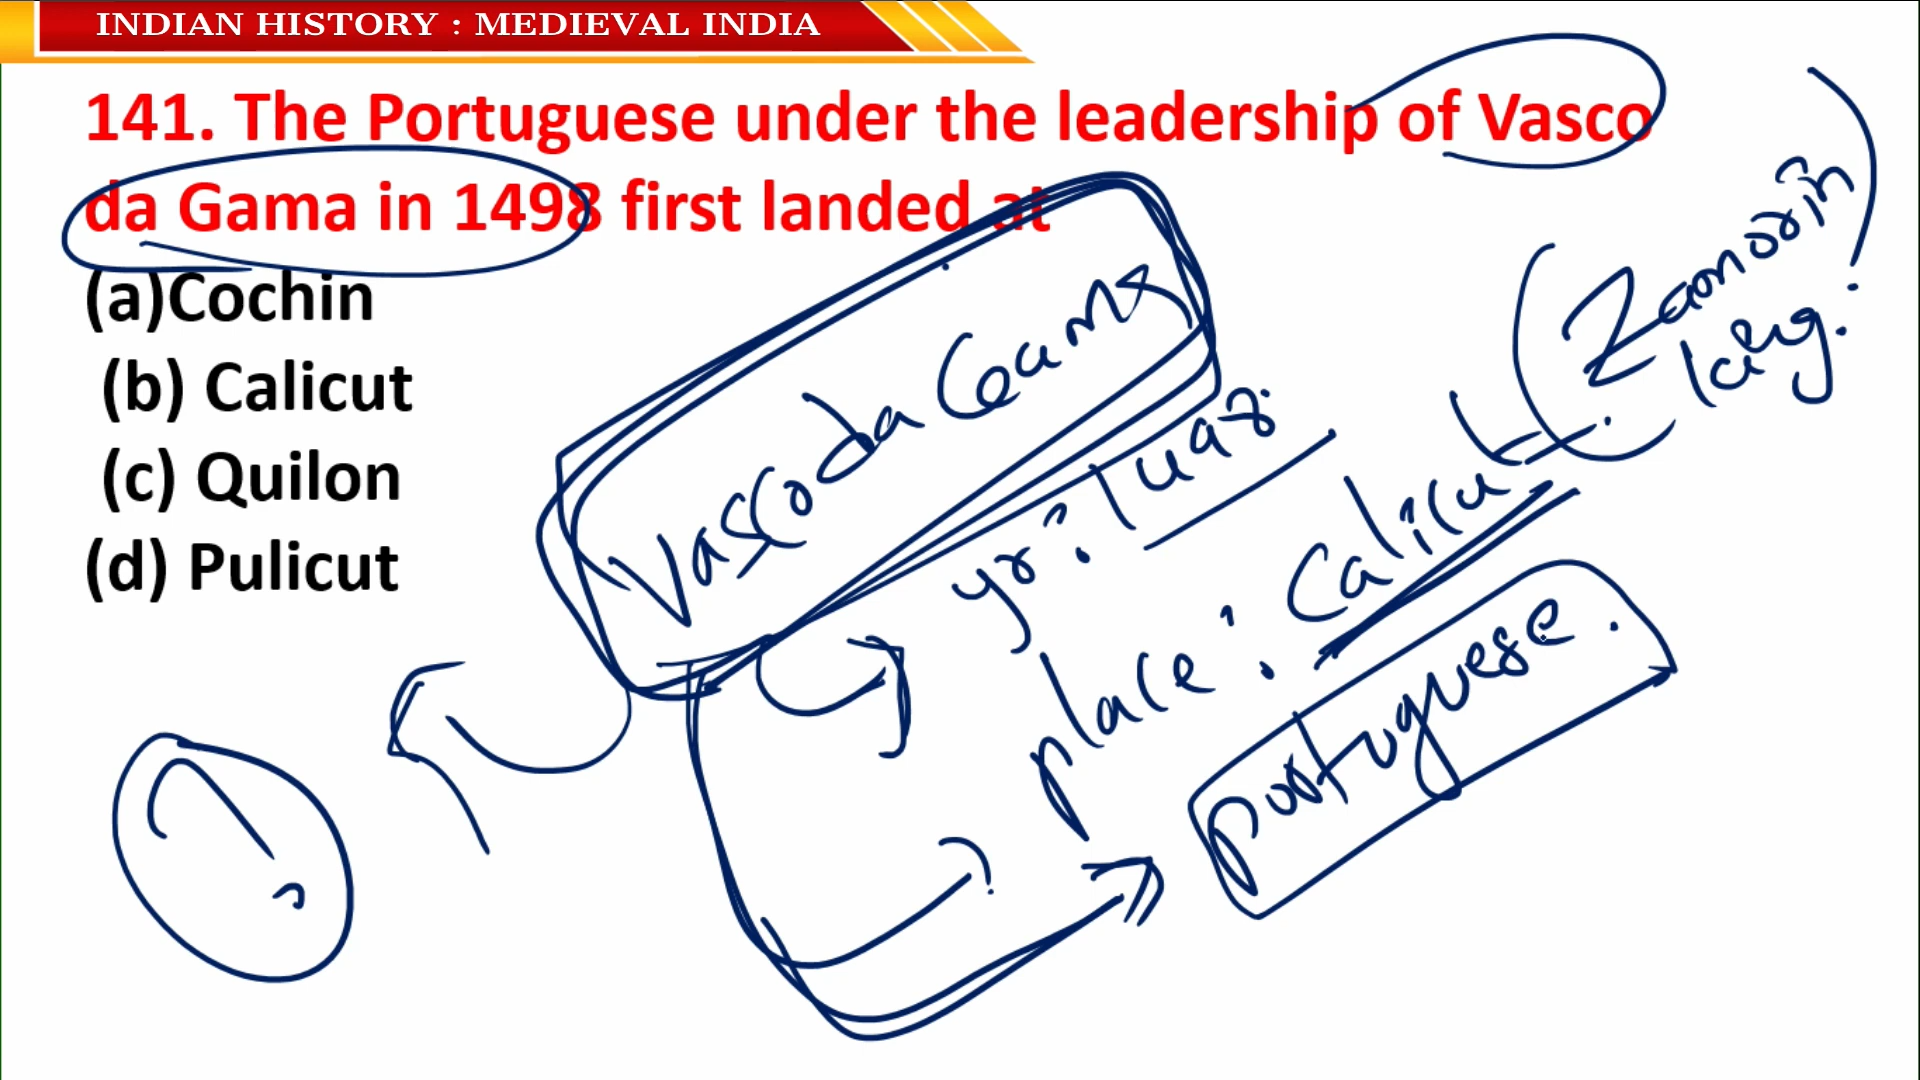 INDIAN HISTORY : MEDIEVAL INDIA
141. The Portuguese under the leadership of Vasco
da Gama in 1498 first landed at
(a)Cochin
(b) Calicut
(c) Quilon
(d) Pulicut
Vasco da Gama
yr: 1498.
place: Calicut
(Zamorin
King.)
portuguese.